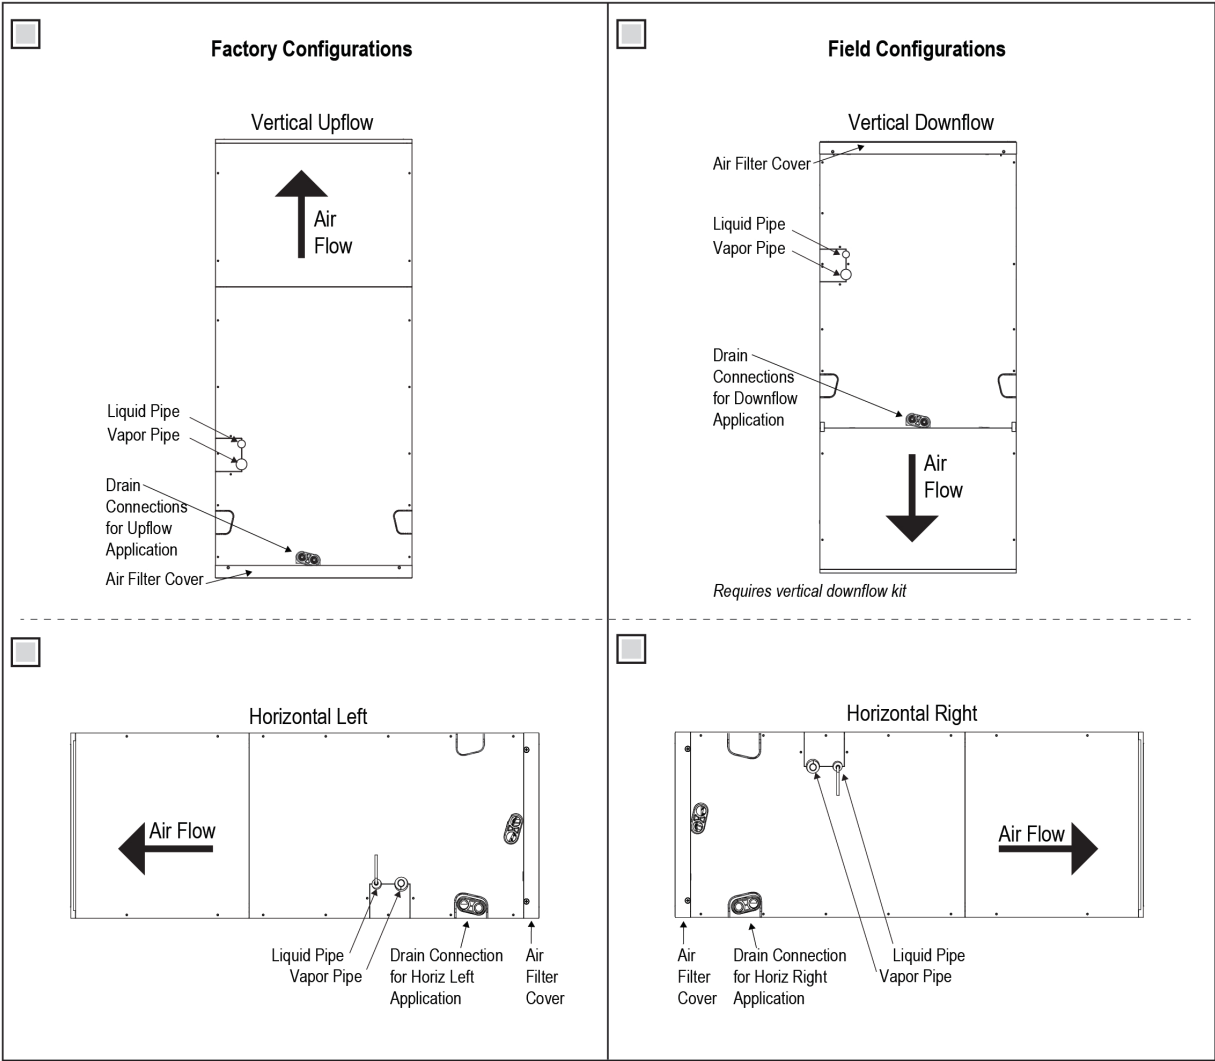 Factory Configurations
Vertical Upflow
Air
Flow
Liquid Pipe
Vapor Pipe
Drain
Connections
for Upflow
Application
Air Filter Cover
Field Configurations
Vertical Downflow
Air Filter Cover
Liquid Pipe
Vapor Pipe
Drain
Connections
for Downflow
Application
Air
Flow
Requires vertical downflow kit
Horizontal Left
Air Flow
Liquid Pipe
Vapor Pipe
Drain Connection
for Horiz Left
Application
Air
Filter
Cover
Horizontal Right
Air Flow
Air
Filter
Cover
Drain Connection
for Horiz Right
Application
Liquid Pipe
Vapor Pipe